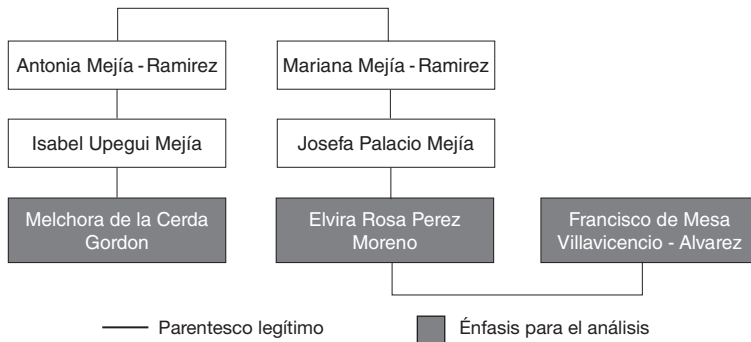 Antonia Mejía - Ramirez
Mariana Mejía - Ramirez
Isabel Upegui Mejía
Josefa Palacio Mejía
Melchora de la Cerda
Gordon
Elvira Rosa Perez
Moreno
Francisco de Mesa
Villavicencio - Alvarez
Parentesco legítimo
Énfasis para el análisis